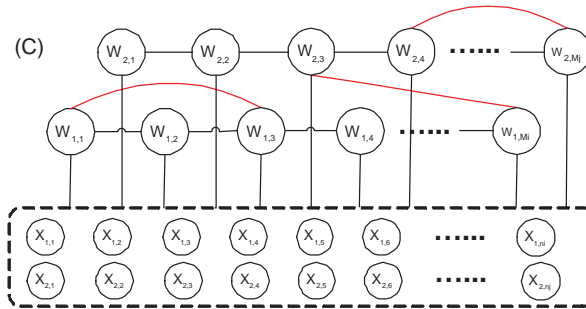 (C)
W2,1 W2,2 W2,3 W2,4 ...... W2,Mj
W1,1 W1,2 W1,3 W1,4 ...... W1,Mi
X1,1 X1,2 X1,3 X1,4 X1,5 X1,6 ...... X1,ni
X2,1 X2,2 X2,3 X2,4 X2,5 X2,6 ...... X2,nj